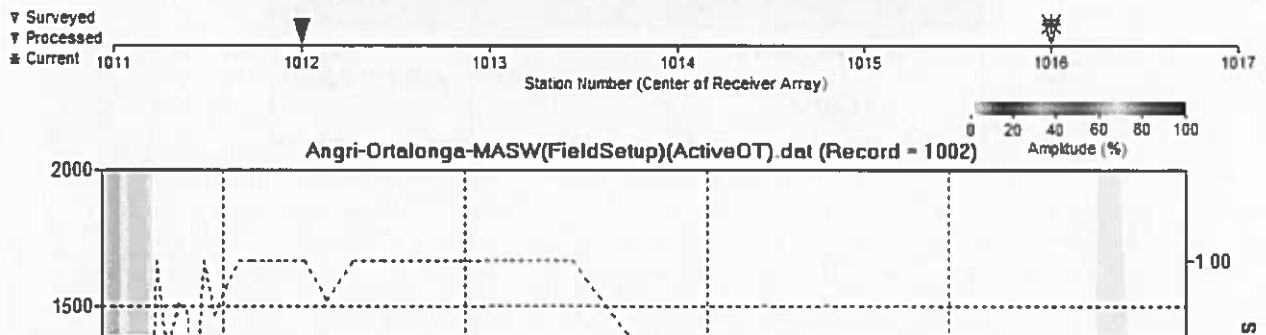 ▿ Surveyed
▾ Processed
Current
1011 1012 1013 1014 1015 1016 1017
Station Number (Center of Receiver Array)
0 20 40 60 80 100
Amplitude (%)
Angri-Ortalonga-MASW(FieldSetup)(ActiveOT).dat (Record = 1002)
2000
1.00
1500
S